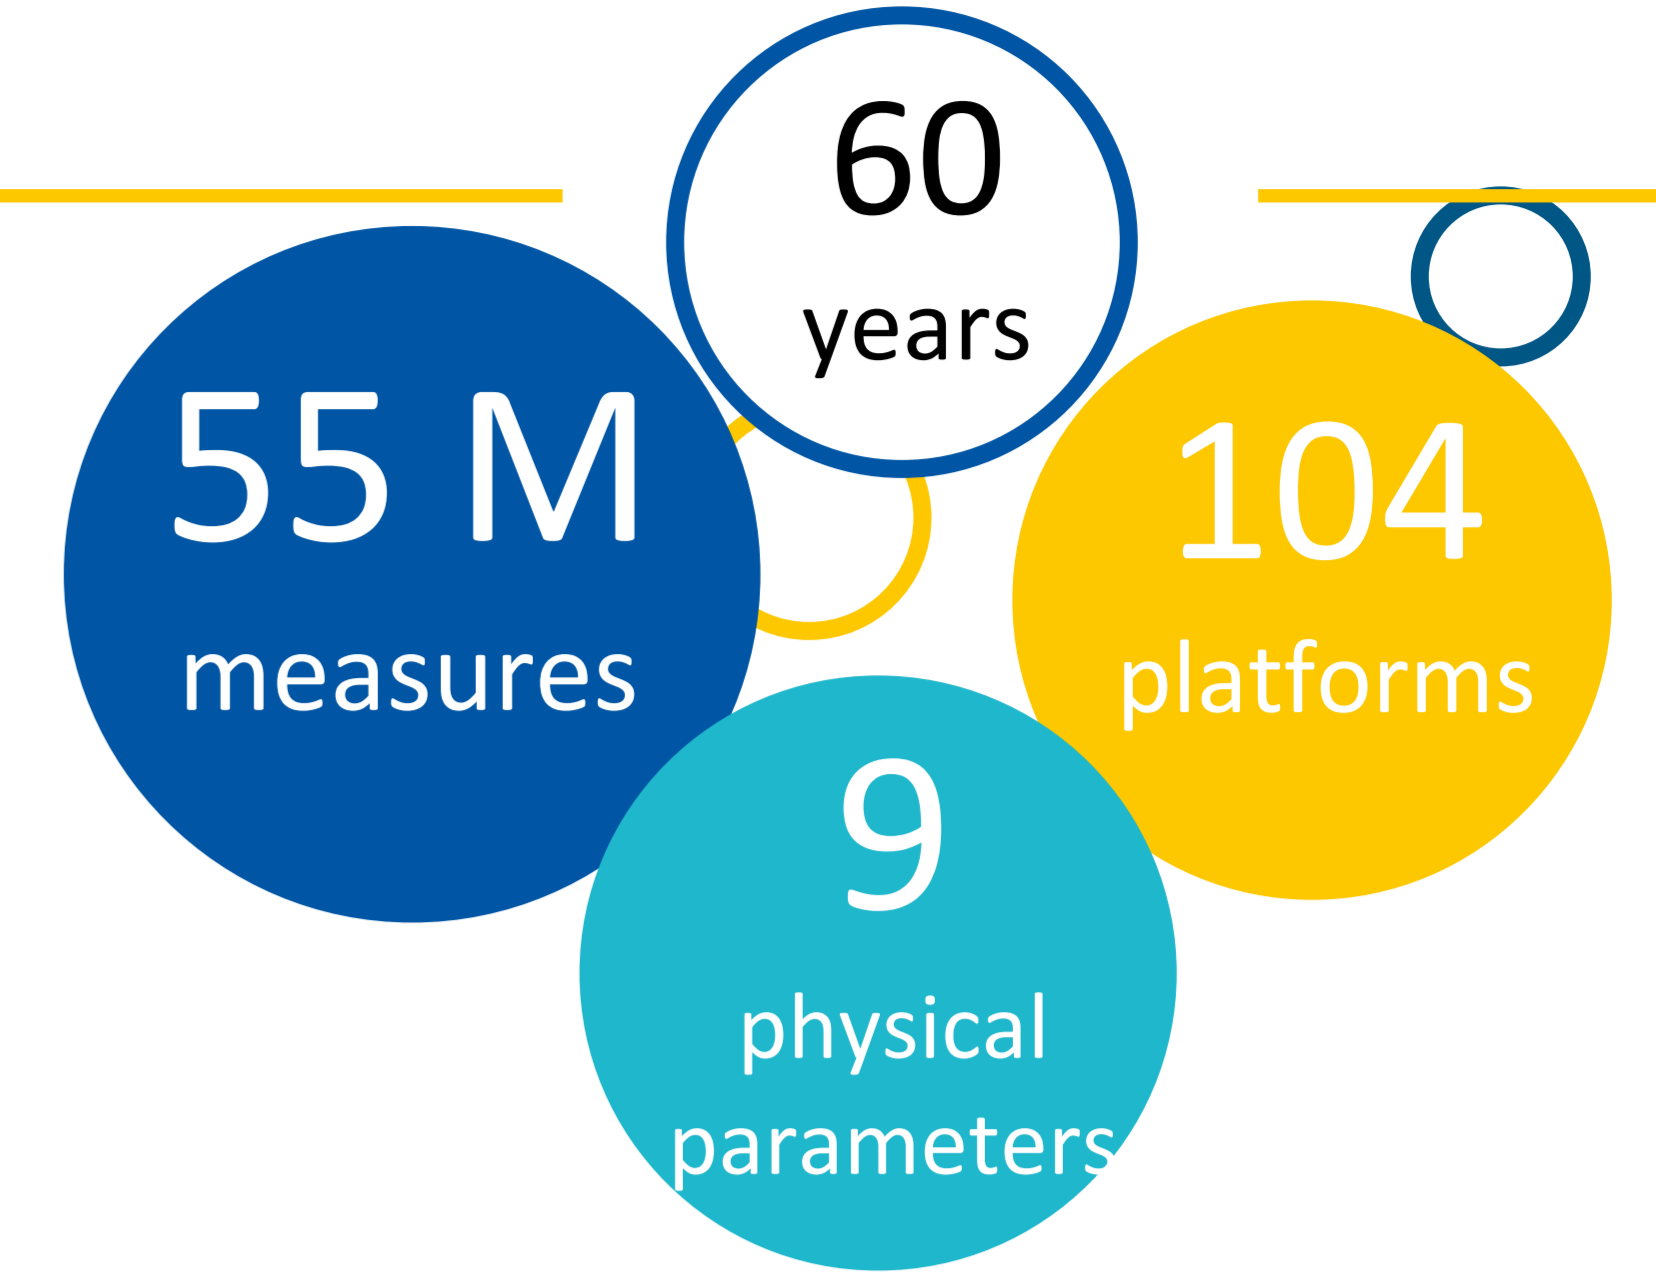 60
years
55 M
measures
104
platforms
9
physical
parameters